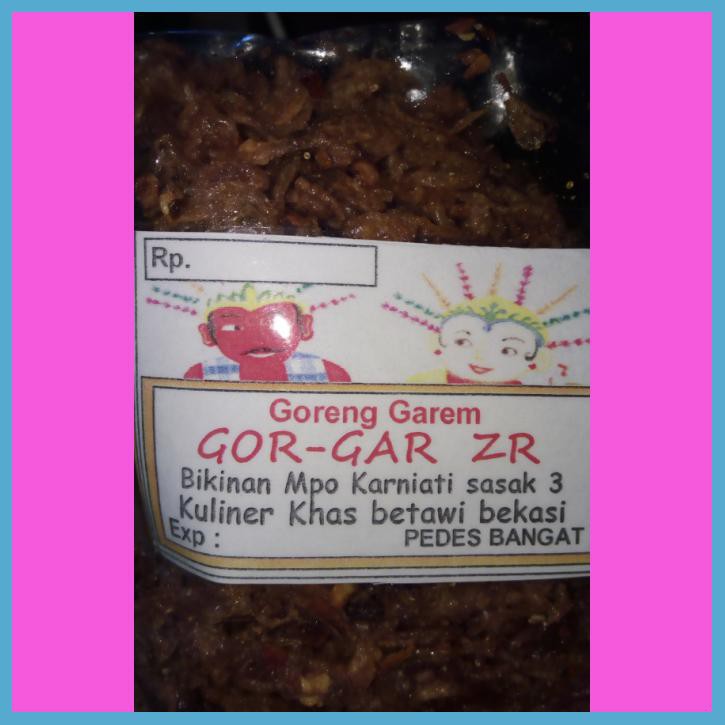 Rp.
Goreng Garem
GOR-GAR ZR
Bikinan Mpo Karniati sasak 3
Kuliner Khas betawi bekasi
Exp :
PEDES BANGAT